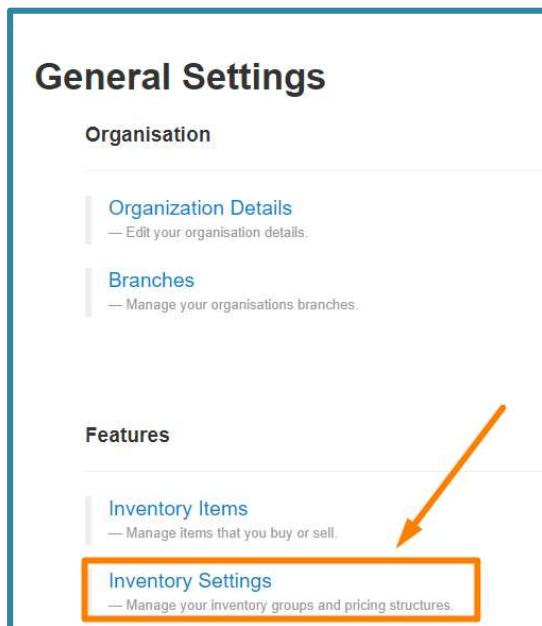 General Settings
Organisation
Organization Details
— Edit your organisation details.
Branches
— Manage your organisations branches.
Features
Inventory Items
— Manage items that you buy or sell.
Inventory Settings
— Manage your inventory groups and pricing structures.